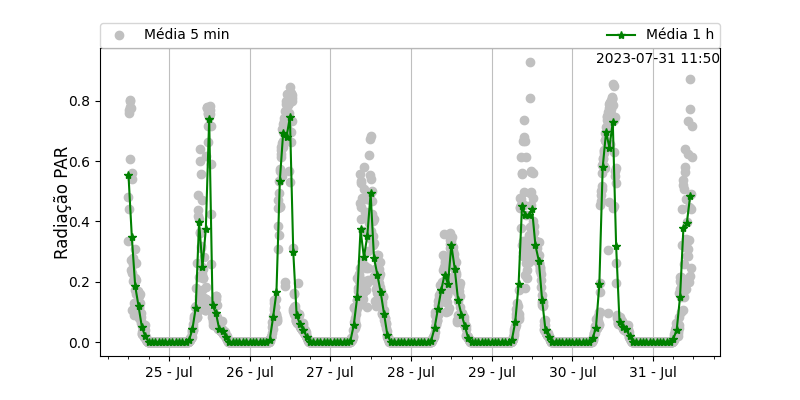 Média 5 min
Média 1 h
2023-07-31 11:50
Radiação PAR
0.8
0.6
0.4
0.2
0.0
25 - Jul
26 - Jul
27 - Jul
28 - Jul
29 - Jul
30 - Jul
31 - Jul